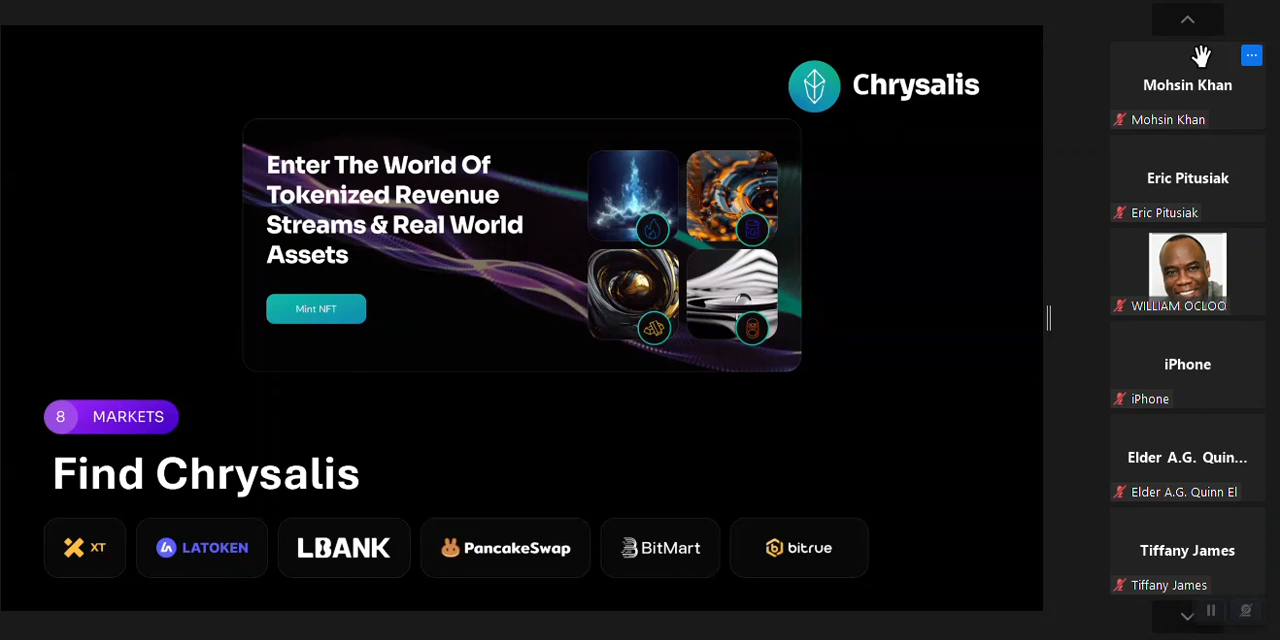 Chrysalis
Enter The World Of
Tokenized Revenue
Streams & Real World
Assets
Mint NFT
8 MARKETS
Find Chrysalis
XT
LATOKEN
LBANK
PancakeSwap
BitMart
bitrue
Mohsin Khan
Mohsin Khan
Eric Pitusiak
Eric Pitusiak
WILLIAM OCLOO
iPhone
iPhone
Elder A.G. Quin...
Elder A.G. Quinn El
Tiffany James
Tiffany James